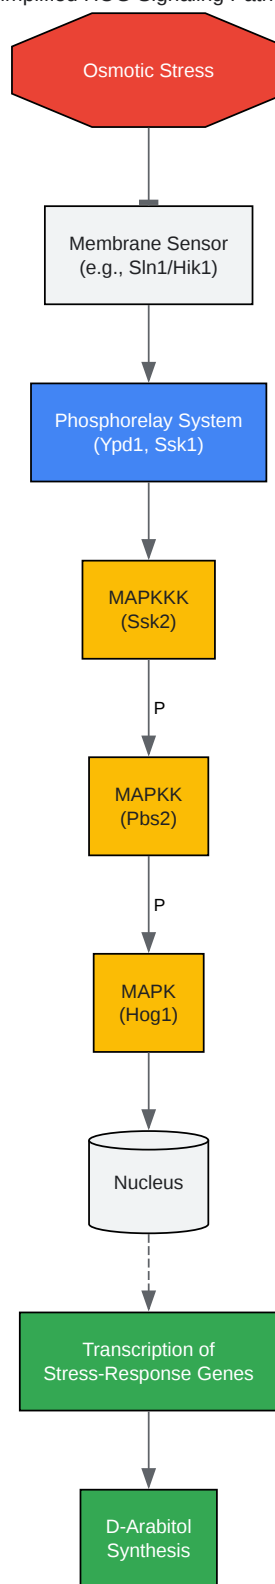 Signaling
Osmotic Stress
Membrane Sensor
(e.g., Sln1/Hik1)
Phosphorelay System
(Ypd1, Ssk1)
MAPKKK
(Ssk2)
P
MAPKK
(Pbs2)
P
MAPK
(Hog1)
Nucleus
Transcription of
Stress-Response Genes
D-Arabitol
Synthesis